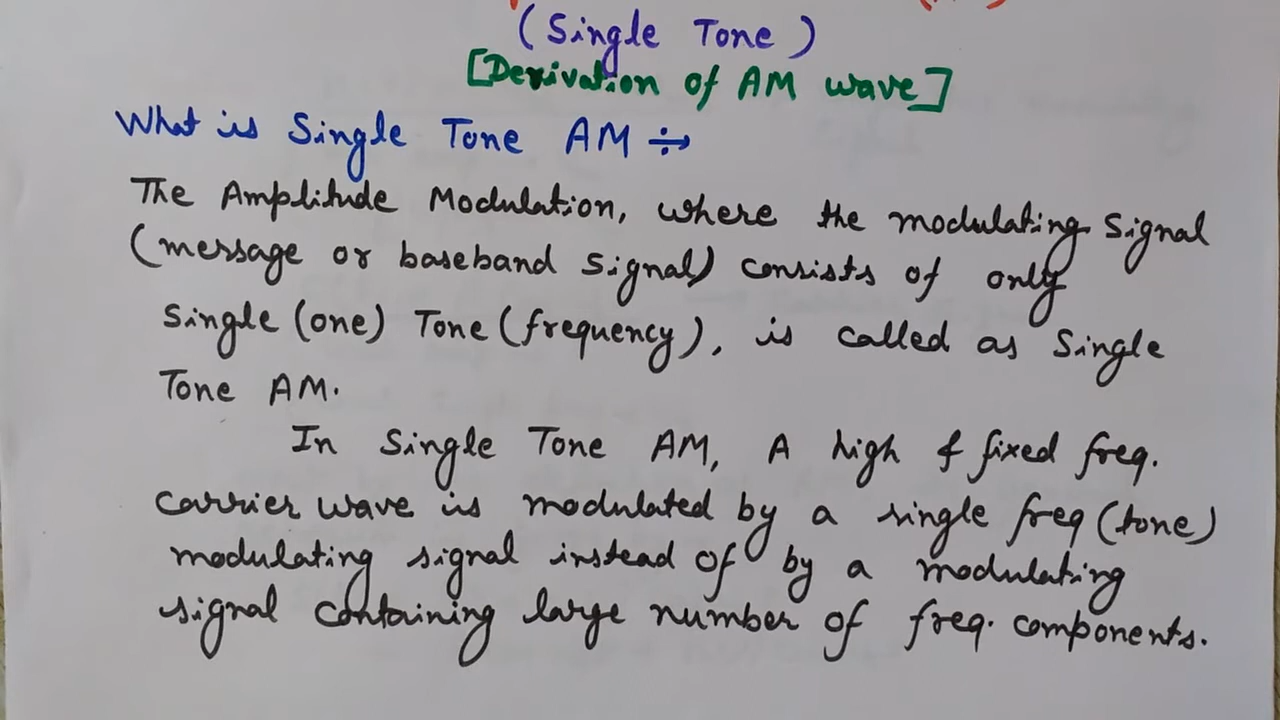 (Single Tone)
[Derivation of AM wave]
What is Single Tone AM ÷→
The Amplitude Modulation, where the modulating Signal
(message or baseband signal) consists of only
Single (one) Tone (frequency), is called as Single
Tone AM.
In Single Tone AM, A high & fixed freq.
carrier wave is modulated by a single freq (tone)
modulating signal instead of by a modulating
signal containing large number of freq. components.